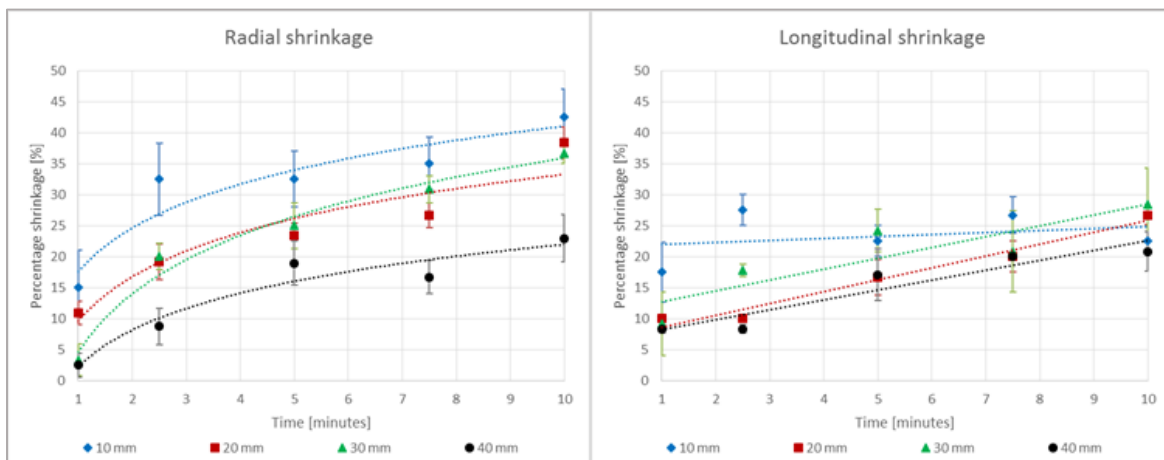 Radial shrinkage
Percentage shrinkage [%]
50
45
40
35
30
25
20
15
10
5
0
1 2 3 4 5 6 7 8 9 10
Time [minutes]
10 mm 20 mm 30 mm 40 mm
Longitudinal shrinkage
Percentage shrinkage [%]
50
45
40
35
30
25
20
15
10
5
0
1 2 3 4 5 6 7 8 9 10
Time [minutes]
10 mm 20 mm 30 mm 40 mm